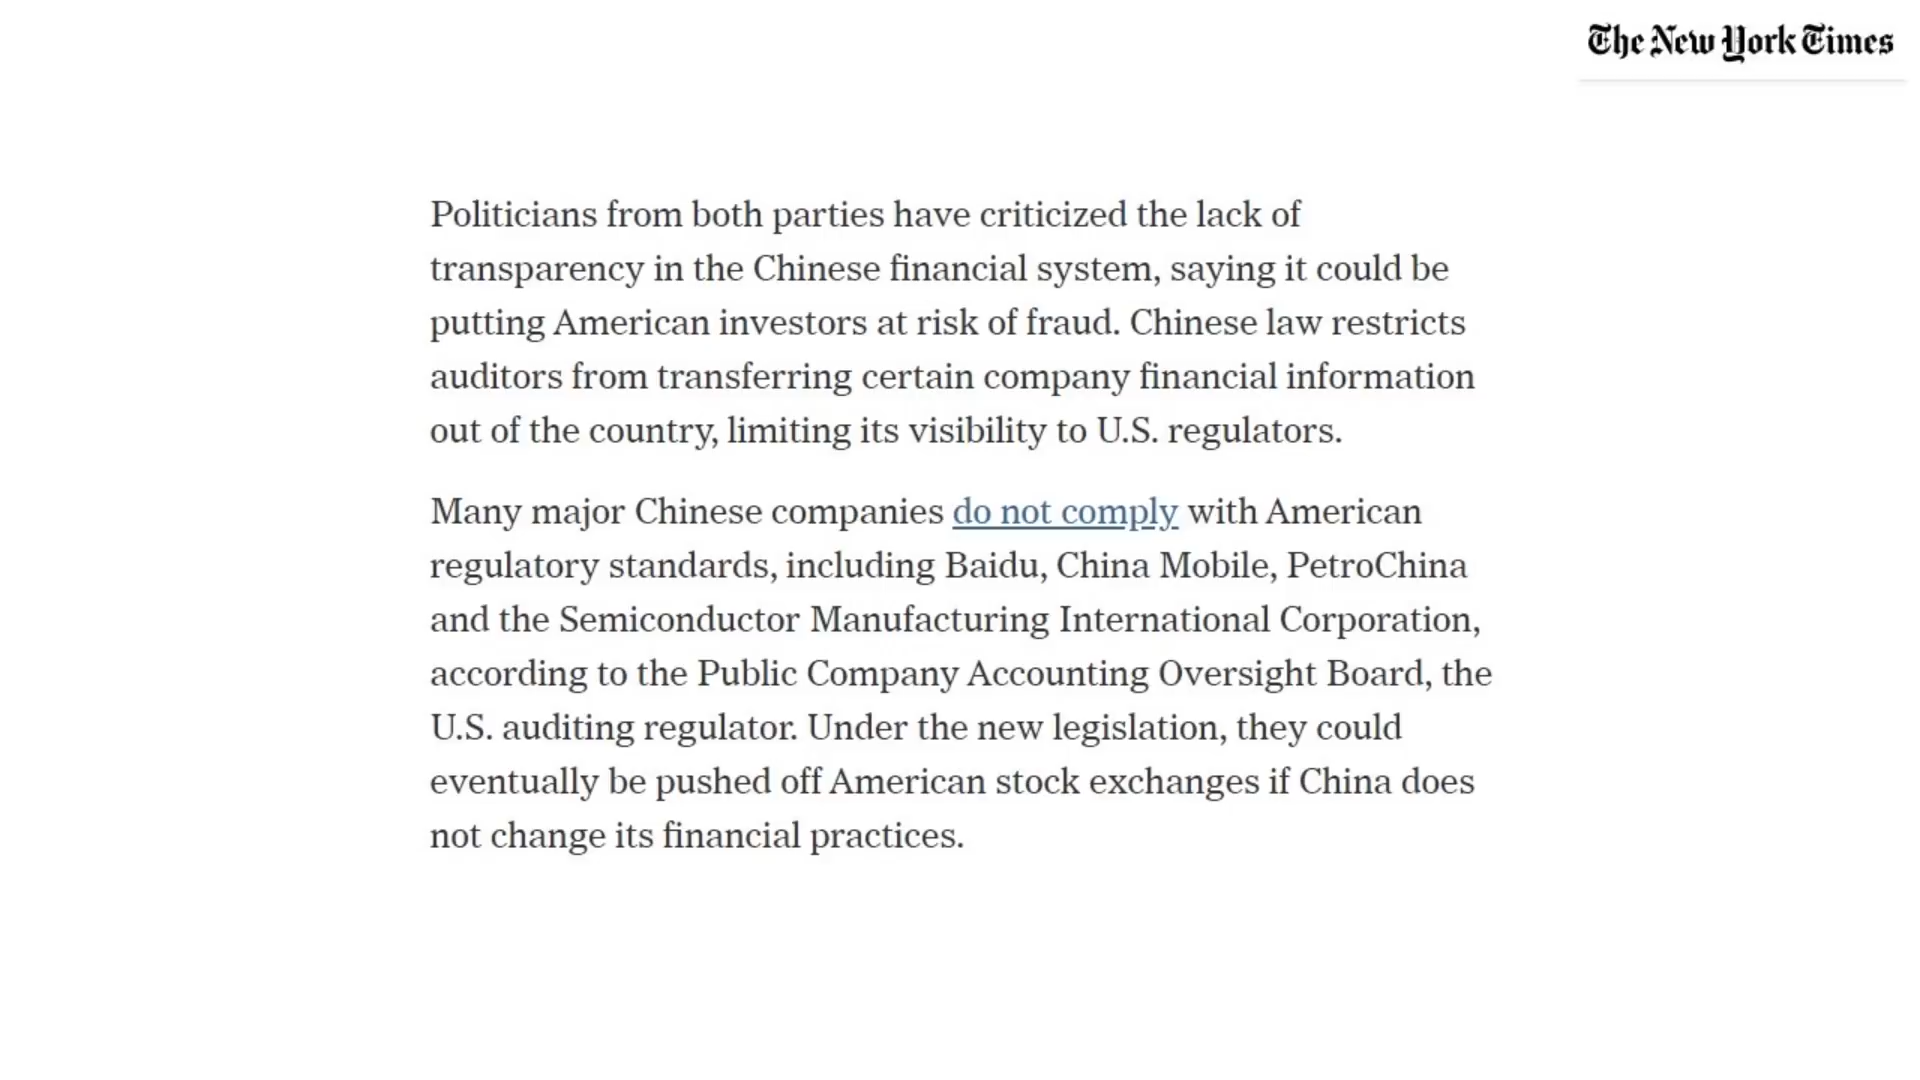 The New York Times
Politicians from both parties have criticized the lack of
transparency in the Chinese financial system, saying it could be
putting American investors at risk of fraud. Chinese law restricts
auditors from transferring certain company financial information
out of the country, limiting its visibility to U.S. regulators.
Many major Chinese companies do not comply with American
regulatory standards, including Baidu, China Mobile, PetroChina
and the Semiconductor Manufacturing International Corporation,
according to the Public Company Accounting Oversight Board, the
U.S. auditing regulator. Under the new legislation, they could
eventually be pushed off American stock exchanges if China does
not change its financial practices.